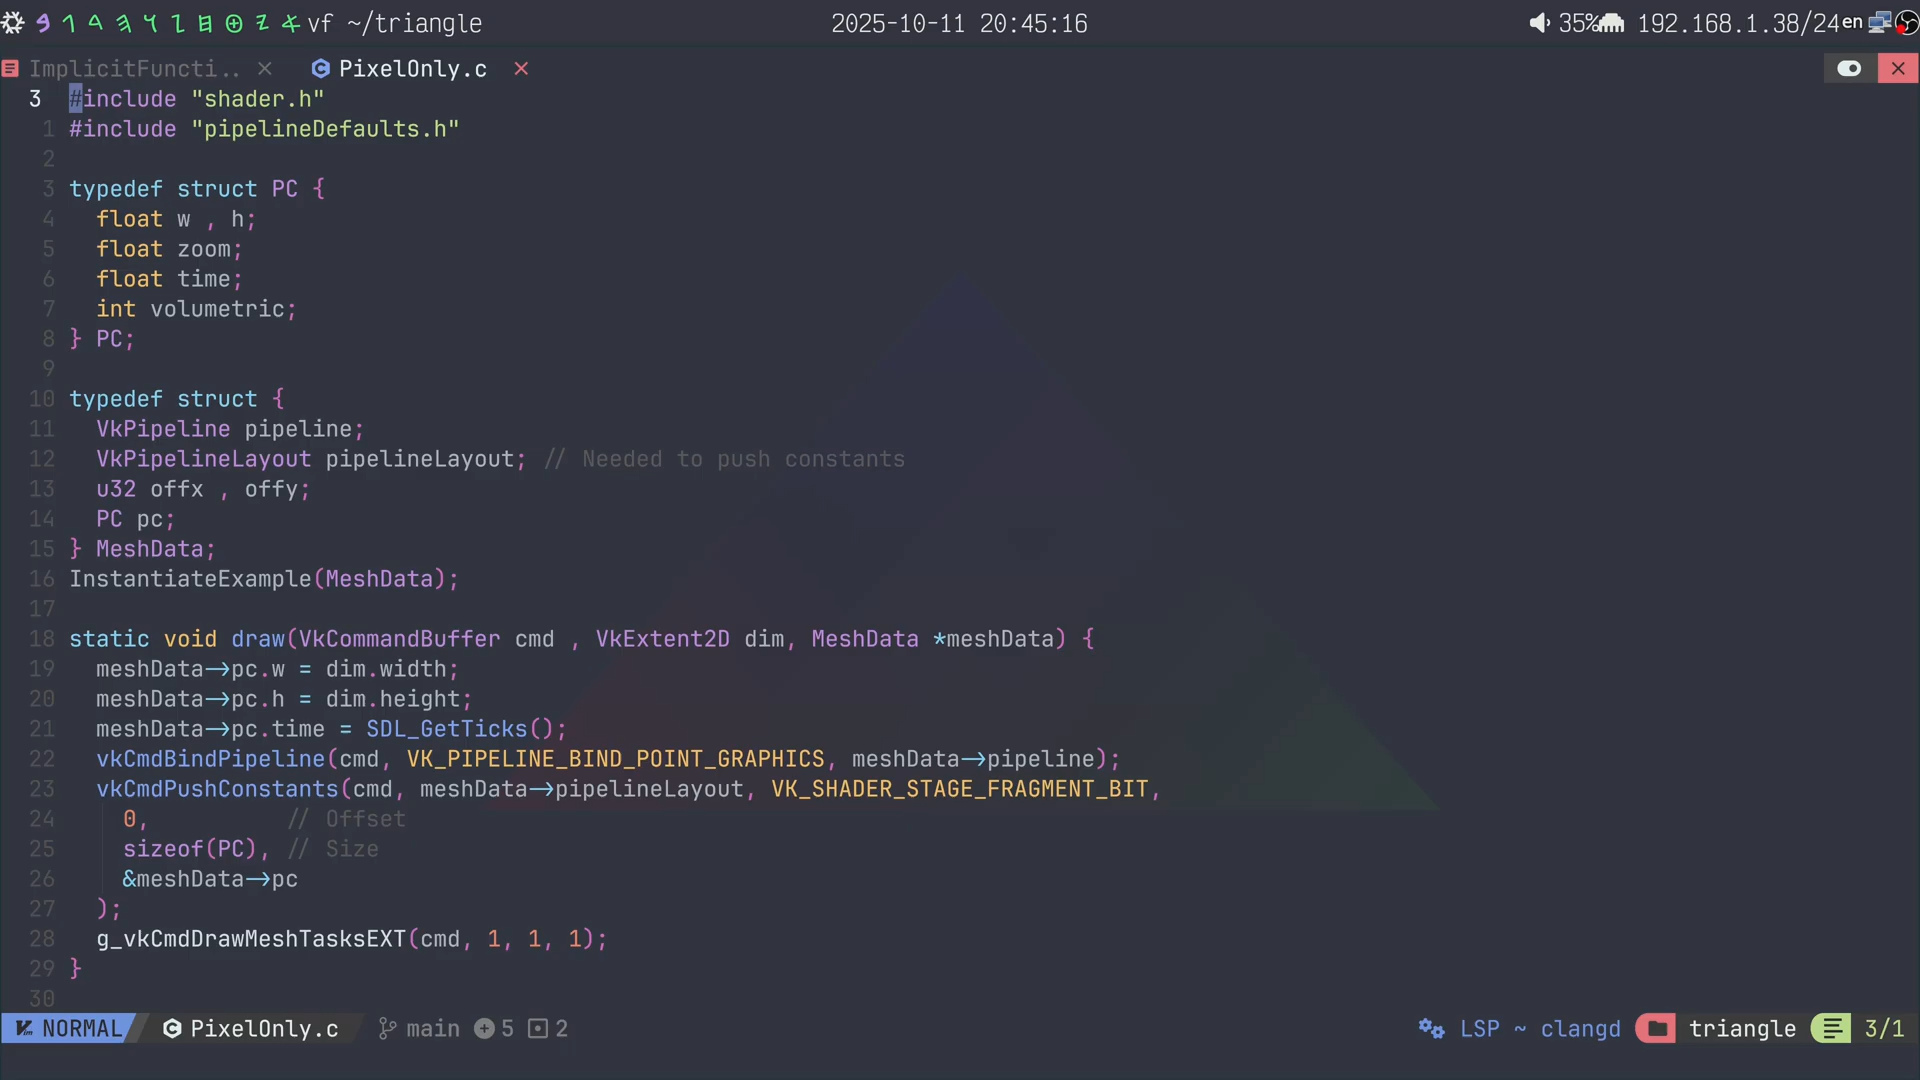 vf ~/triangle 2025-10-11 20:45:16 35% 192.168.1.38/24 en
ImplicitFuncti.. × PixelOnly.c ×
3 #include "shader.h"
1 #include "pipelineDefaults.h"
2
3 typedef struct PC {
4 float w , h;
5 float zoom;
6 float time;
7 int volumetric;
8 } PC;
9
10 typedef struct {
11 VkPipeline pipeline;
12 VkPipelineLayout pipelineLayout; // Needed to push constants
13 u32 offx , offy;
14 PC pc;
15 } MeshData;
16 InstantiateExample(MeshData);
17
18 static void draw(VkCommandBuffer cmd , VkExtent2D dim, MeshData *meshData) {
19 meshData->pc.w = dim.width;
20 meshData->pc.h = dim.height;
21 meshData->pc.time = SDL_GetTicks();
22 vkCmdBindPipeline(cmd, VK_PIPELINE_BIND_POINT_GRAPHICS, meshData->pipeline);
23 vkCmdPushConstants(cmd, meshData->pipelineLayout, VK_SHADER_STAGE_FRAGMENT_BIT,
24 0, // Offset
25 sizeof(PC), // Size
26 &meshData->pc
27 );
28 g_vkCmdDrawMeshTasksEXT(cmd, 1, 1, 1);
29 }
30
NORMAL PixelOnly.c main 5 2 LSP ~ clangd triangle 3/1